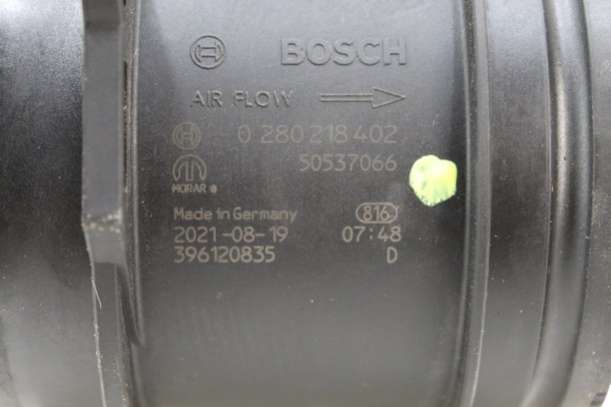 BOSCH
AIR FLOW
0 280 218 402
50537066
MOPAR ®
Made in Germany 816
2021-08-19 07:48
396120835 D